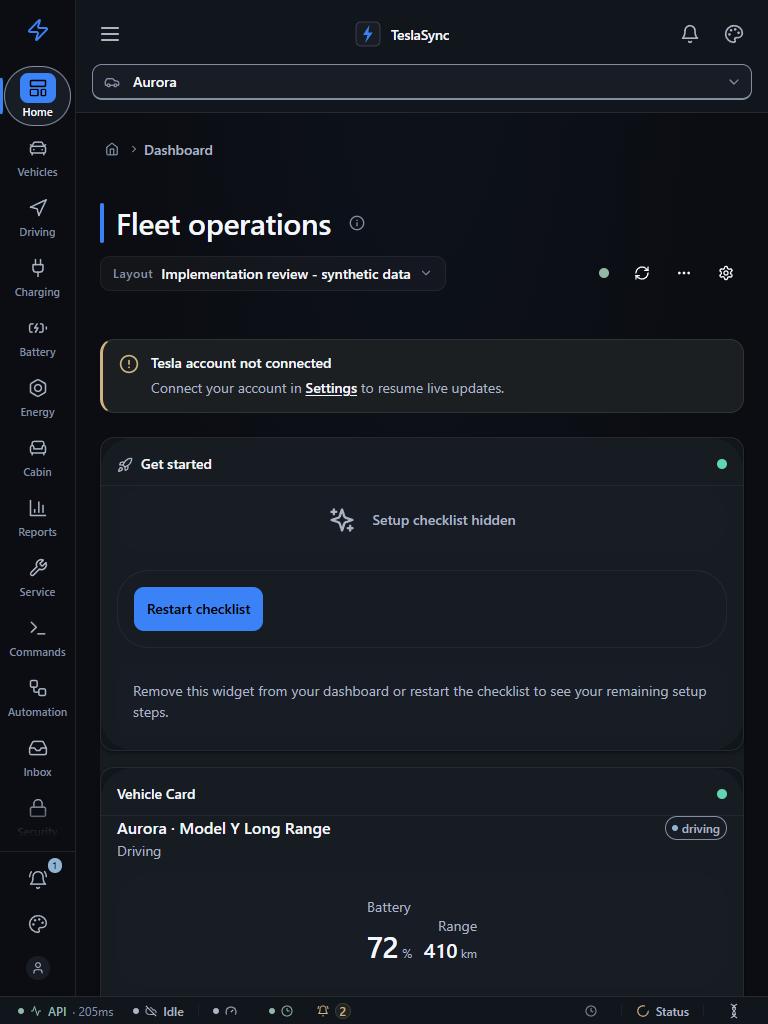 TeslaSync
Aurora
Home
Vehicles
Driving
Charging
Battery
Energy
Cabin
Reports
Service
Commands
Automation
Inbox
Security
1
Dashboard
Fleet operations
Layout Implementation review - synthetic data
Tesla account not connected
Connect your account in Settings to resume live updates.
Get started
Setup checklist hidden
Restart checklist
Remove this widget from your dashboard or restart the checklist to see your remaining setup
steps.
Vehicle Card
Aurora · Model Y Long Range
driving
Driving
Battery
Range
72 % 410 km
API · 205ms Idle 2 Status